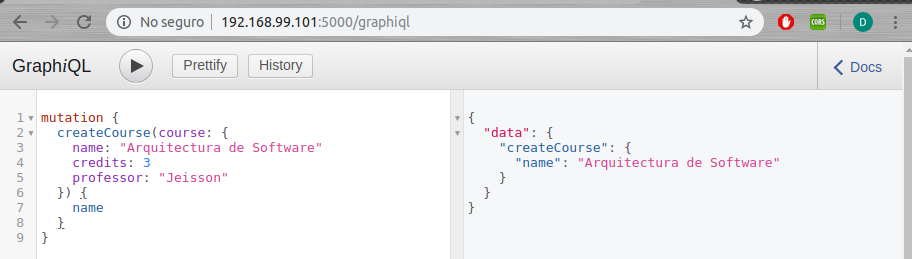 No seguro | 192.168.99.101:5000/graphiql
CORS
D
GraphiQL
Prettify
History
Docs
1 mutation {
2 createCourse(course: {
3 name: "Arquitectura de Software"
4 credits: 3
5 professor: "Jeisson"
6 }) {
7 name
8 }
9 }
{
"data": {
"createCourse": {
"name": "Arquitectura de Software"
}
}
}